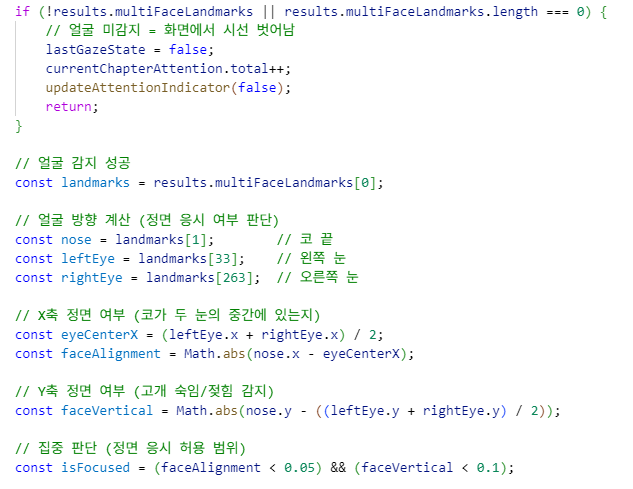 if (!results.multiFaceLandmarks || results.multiFaceLandmarks.length === 0) {
    // 얼굴 미감지 = 화면에서 시선 벗어남
    lastGazeState = false;
    currentChapterAttention.total++;
    updateAttentionIndicator(false);
    return;
}

// 얼굴 감지 성공
const landmarks = results.multiFaceLandmarks[0];

// 얼굴 방향 계산 (정면 응시 여부 판단)
const nose = landmarks[1];        // 코 끝
const leftEye = landmarks[33];    // 왼쪽 눈
const rightEye = landmarks[263];  // 오른쪽 눈

// X축 정면 여부 (코가 두 눈의 중간에 있는지)
const eyeCenterX = (leftEye.x + rightEye.x) / 2;
const faceAlignment = Math.abs(nose.x - eyeCenterX);

// Y축 정면 여부 (고개 숙임/젖힘 감지)
const faceVertical = Math.abs(nose.y - ((leftEye.y + rightEye.y) / 2));

// 집중 판단 (정면 응시 허용 범위)
const isFocused = (faceAlignment < 0.05) && (faceVertical < 0.1);